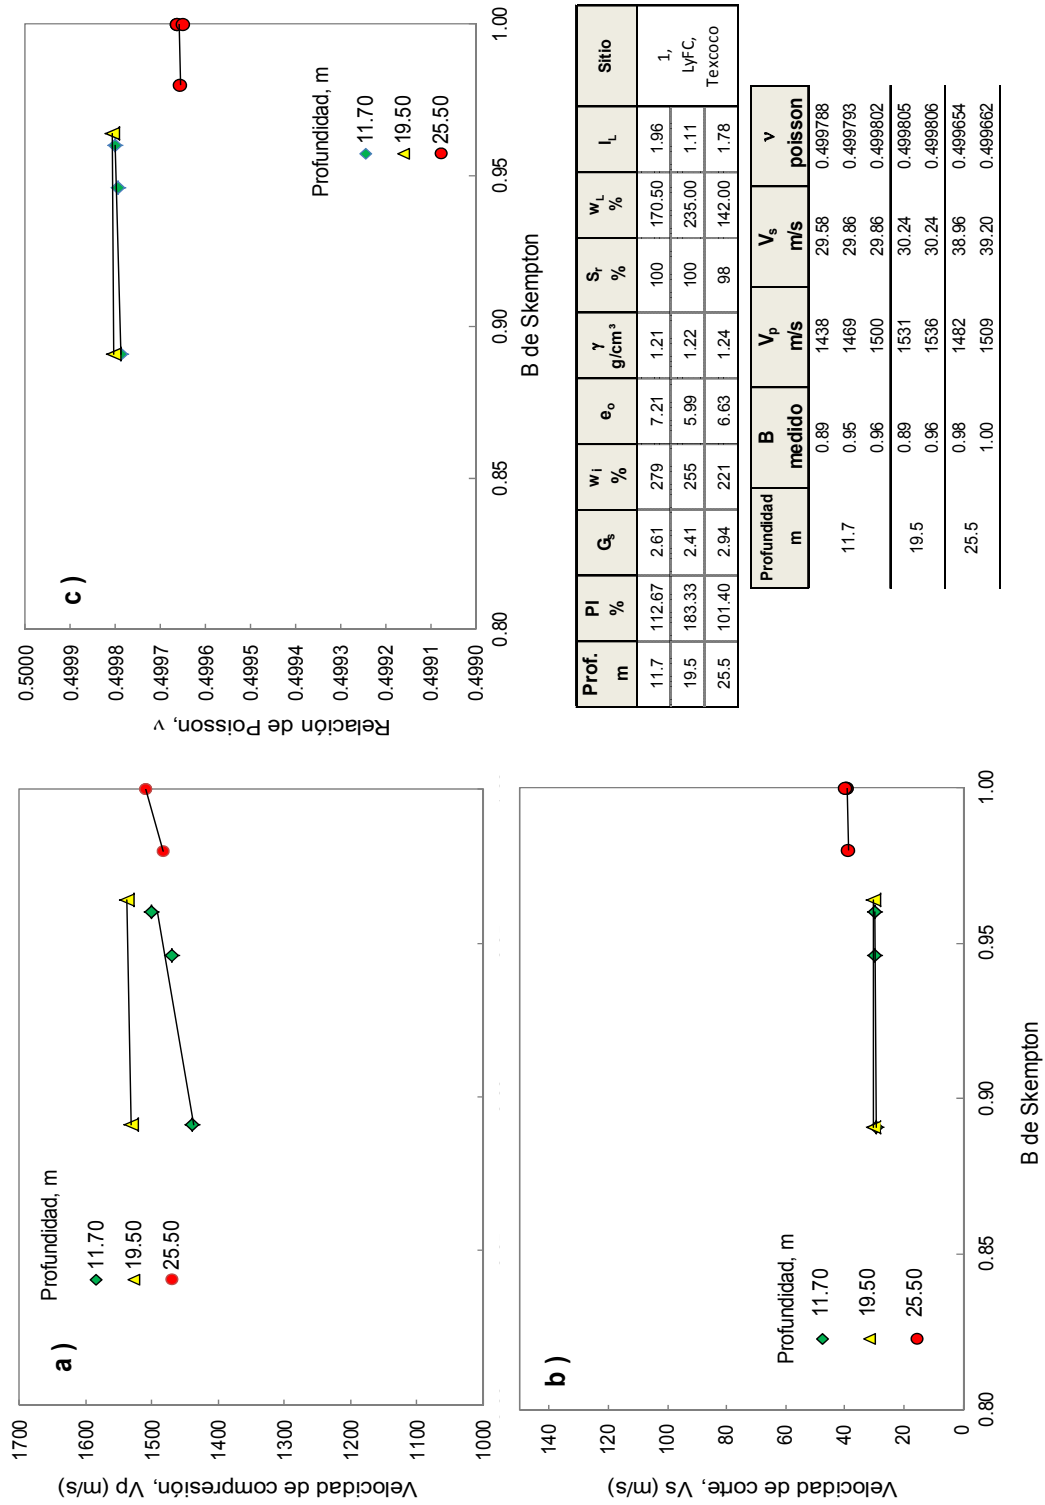 a )
Velocidad de compresión, Vp (m/s)
1700
1600
1500
1400
1300
1200
1100
1000
Profundidad, m
11.70
19.50
25.50
c )
Relación de Poisson, ν
0.5000
0.4999
0.4998
0.4997
0.4996
0.4995
0.4994
0.4993
0.4992
0.4991
0.4990
0.80
0.85
0.90
0.95
1.00
B de Skempton
Profundidad, m
11.70
19.50
25.50
b )
Velocidad de corte, Vs (m/s)
140
120
100
80
60
40
20
0
0.80
0.85
0.90
0.95
1.00
B de Skempton
Profundidad, m
11.70
19.50
25.50
Prof. m PI % Gs wi % eo γ g/cm³ Sr % wL % IL Sitio
11.7 112.67 2.61 279 7.21 1.21 100 170.50 1.96 1,
19.5 183.33 2.41 255 5.99 1.22 100 235.00 1.11 LyFC,
25.5 101.40 2.94 221 6.63 1.24 98 142.00 1.78 Texcoco
Profundidad m B medido Vp m/s Vs m/s ν poisson
0.89 1438 29.58 0.499788
11.7 0.95 1469 29.86 0.499793
0.96 1500 29.86 0.499802
19.5 0.89 1531 30.24 0.499805
0.96 1536 30.24 0.499806
25.5 0.98 1482 38.96 0.499654
1.00 1509 39.20 0.499662